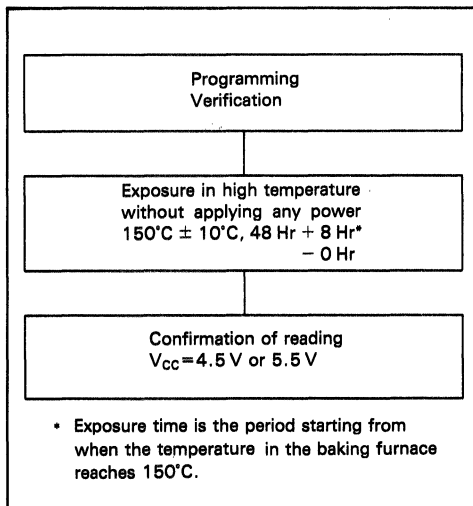 Programming
Verification
Exposure in high temperature
without applying any power
150°C ± 10°C, 48 Hr + 8 Hr*
− 0 Hr
Confirmation of reading
VCC=4.5 V or 5.5 V
* Exposure time is the period starting from
when the temperature in the baking furnace
reaches 150°C.